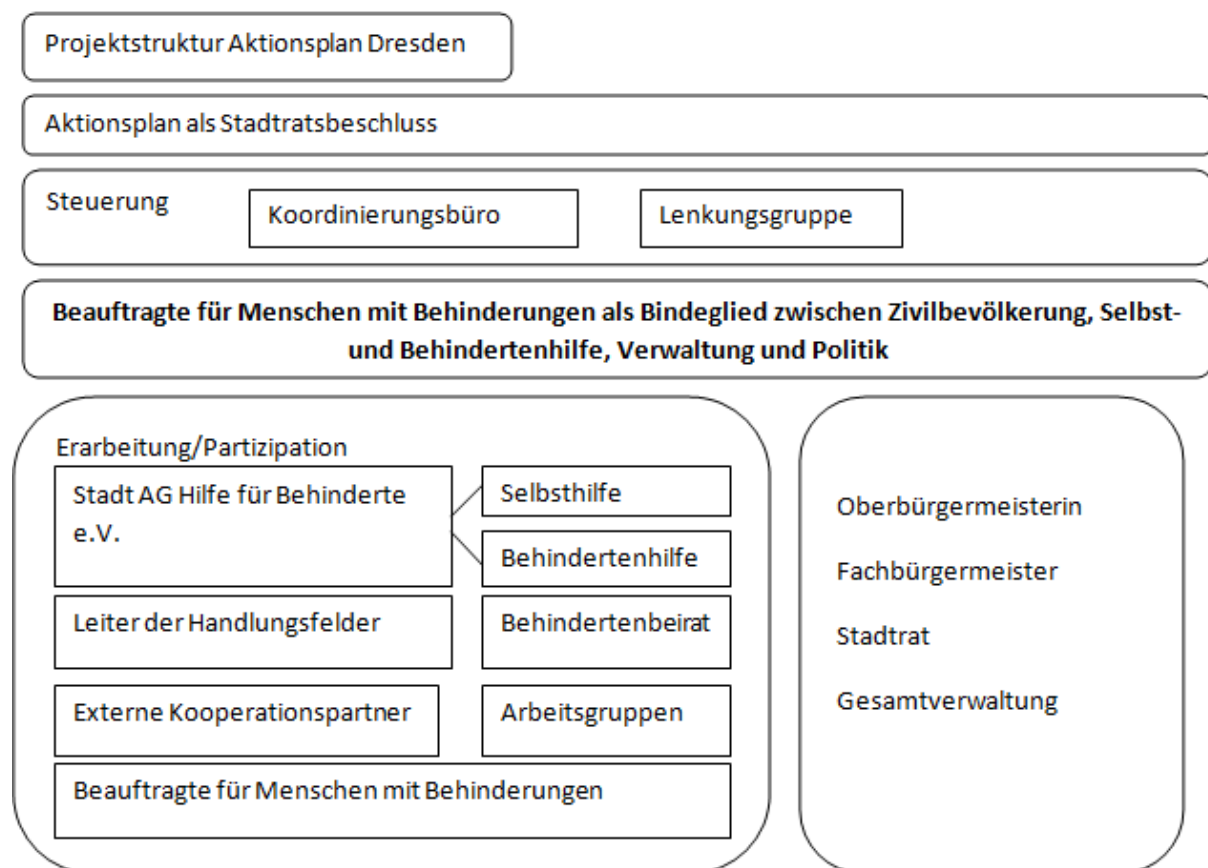 Projektstruktur Aktionsplan Dresden
Aktionsplan als Stadtratsbeschluss
Steuerung
Koordinierungsbüro
Lenkungsgruppe
Beauftragte für Menschen mit Behinderungen als Bindeglied zwischen Zivilbevölkerung, Selbst-
und Behindertenhilfe, Verwaltung und Politik
Erarbeitung/Partizipation
Stadt AG Hilfe für Behinderte
e.V.
Selbsthilfe
Behindertenhilfe
Leiter der Handlungsfelder
Behindertenbeirat
Externe Kooperationspartner
Arbeitsgruppen
Beauftragte für Menschen mit Behinderungen
Oberbürgermeisterin
Fachbürgermeister
Stadtrat
Gesamtverwaltung